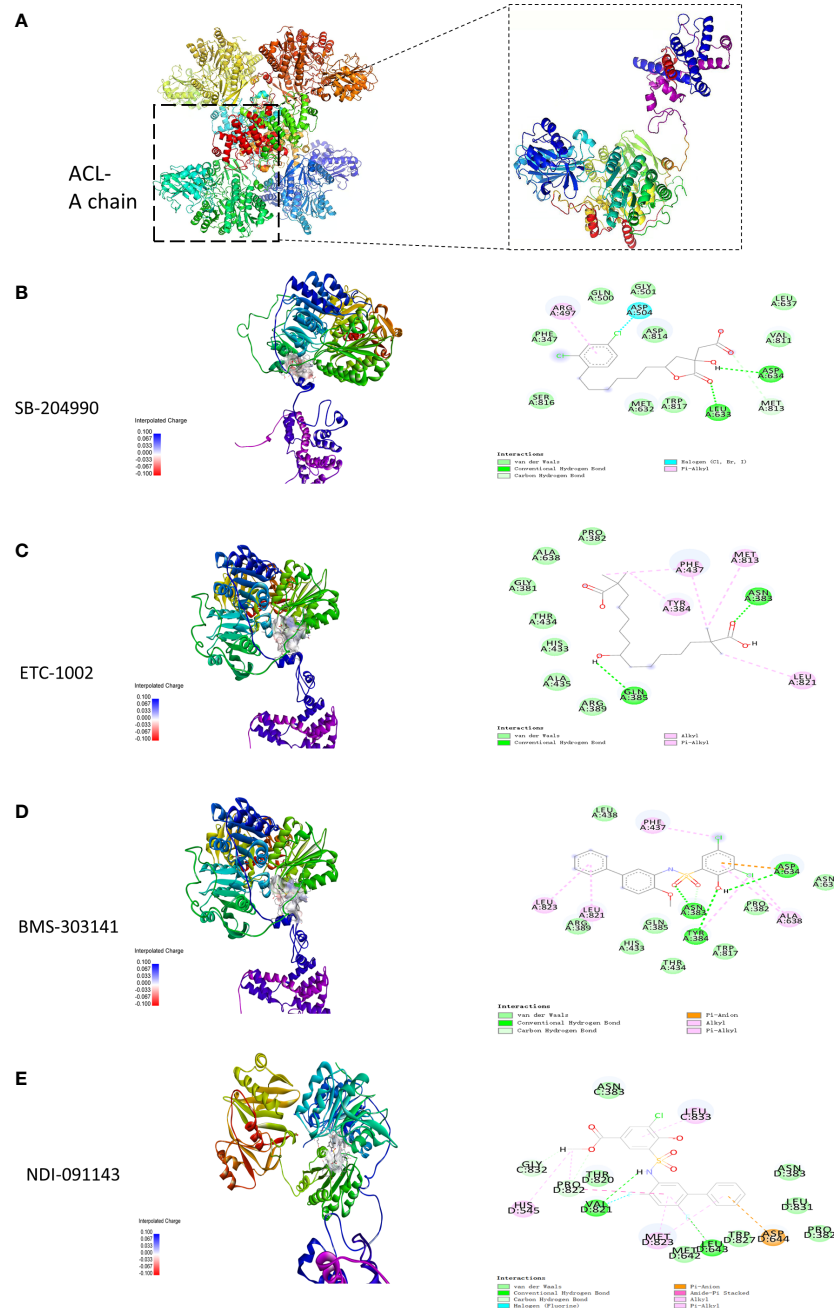 A
ACL-
A chain
B
SB-204990
Interpolated Charge
0.100
0.067
0.033
0.000
-0.033
-0.067
-0.100
GLN
A:500
GLY
A:501
ARG
A:497
ASP
A:504
LEU
A:637
PHE
A:347
Cl
ASP
A:814
VAL
A:811
Cl
O
O
H
O
H
ASP
A:634
SER
A:816
MET
A:632
TRP
A:817
O
O
LEU
A:633
MET
A:813
Interactions
van der Waals
Conventional Hydrogen Bond
Carbon Hydrogen Bond
Halogen (Cl, Br, I)
Pi-Alkyl
C
ETC-1002
Interpolated Charge
0.100
0.067
0.033
0.000
-0.033
-0.067
-0.100
PRO
A:382
ALA
A:638
PHE
A:437
MET
A:813
GLY
A:381
ASN
A:383
TYR
A:384
THR
A:434
HIS
A:433
LEU
A:821
ALA
A:435
GLN
A:385
ARG
A:389
Interactions
van der Waals
Conventional Hydrogen Bond
Alkyl
Pi-Alkyl
D
BMS-303141
Interpolated Charge
0.100
0.067
0.033
0.000
-0.033
-0.067
-0.100
LEU
A:438
PHE
A:437
Cl
ASP
A:634
LEU
A:823
LEU
A:821
ASN
A:383
PRO
A:382
ALA
A:638
ARG
A:389
GLN
A:385
TYR
A:384
HIS
A:433
TRP
A:817
THR
A:434
Interactions
van der Waals
Conventional Hydrogen Bond
Carbon Hydrogen Bond
Pi-Anion
Alkyl
Pi-Alkyl
E
NDI-091143
Interpolated Charge
0.100
0.067
0.033
0.000
-0.033
-0.067
-0.100
ASN
C:383
LEU
C:833
Cl
GLY
C:832
THR
D:820
PRO
D:822
ASN
D:383
HIS
D:545
VAL
D:821
LEU
D:831
MET
D:823
MET
D:642
LEU
D:643
TRP
D:827
ASP
D:644
PRO
D:382
Interactions
van der Waals
Conventional Hydrogen Bond
Carbon Hydrogen Bond
Halogen (Fluorine)
Pi-Anion
Amide-Pi Stacked
Alkyl
Pi-Alkyl